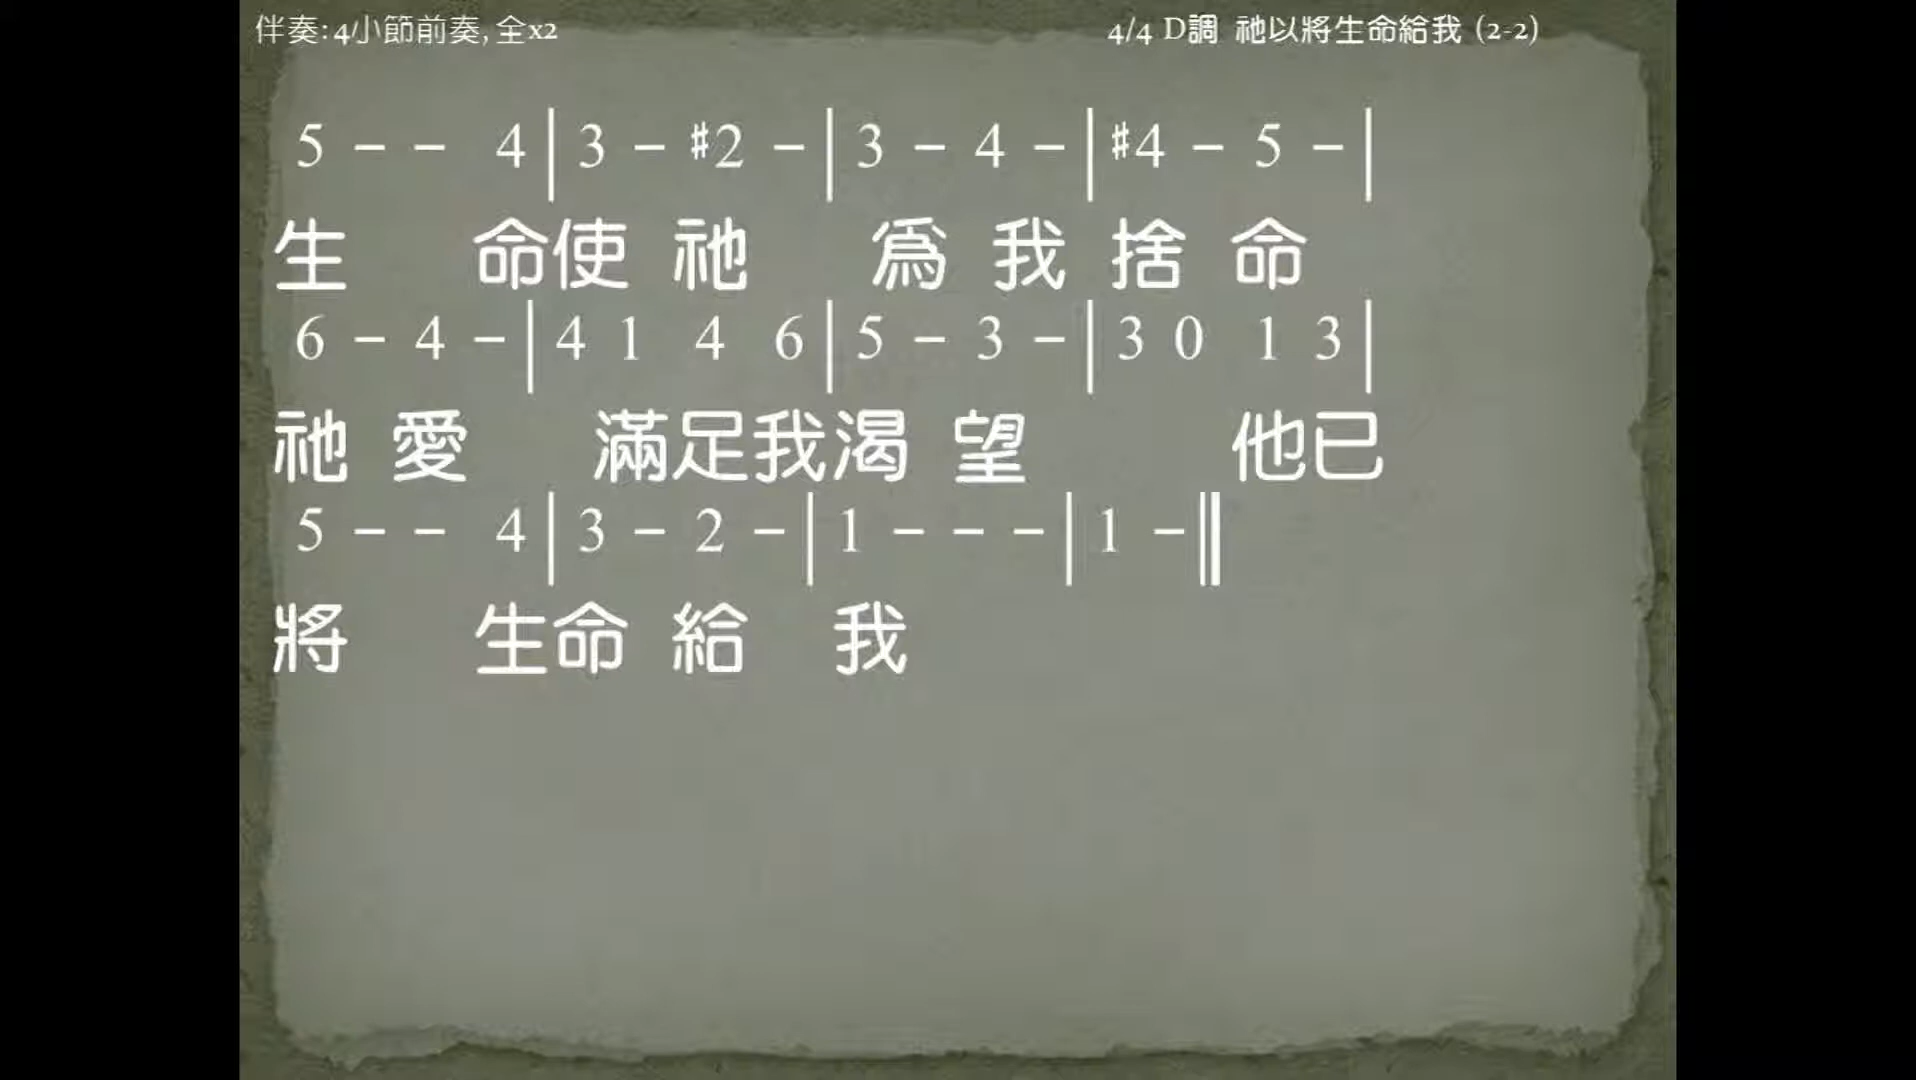 伴奏: 4小節前奏, 全x2
4/4 D調 祂以將生命給我 (2-2)
5 – – 4 | 3 – #2 – | 3 – 4 – | #4 – 5 – |
生 命使 祂 為 我 捨 命
6 – 4 – | 4 1 4 6 | 5 – 3 – | 3 0 1 3 |
祂 愛 滿足我渴 望 他已
5 – – 4 | 3 – 2 – | 1 – – – | 1 – ||
將 生命 給 我